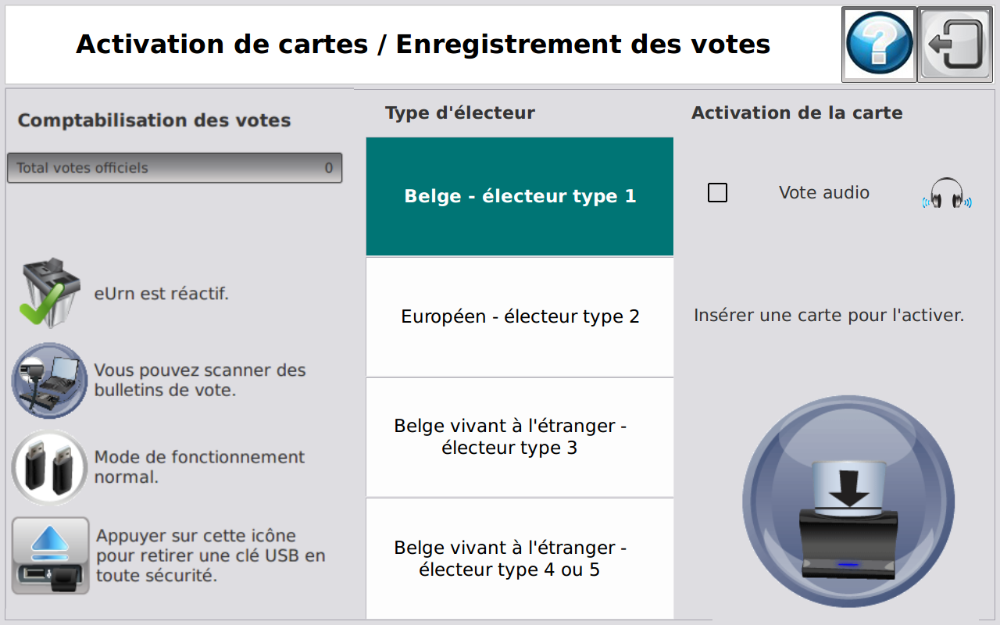 Activation de cartes / Enregistrement des votes
Comptabilisation des votes
Total votes officiels 0
eUrn est réactif.
Vous pouvez scanner des
bulletins de vote.
Mode de fonctionnement
normal.
Appuyer sur cette icône
pour retirer une clé USB en
toute sécurité.
Type d'électeur
Belge - électeur type 1
Européen - électeur type 2
Belge vivant à l'étranger -
électeur type 3
Belge vivant à l'étranger -
électeur type 4 ou 5
Activation de la carte
Vote audio
Insérer une carte pour l'activer.